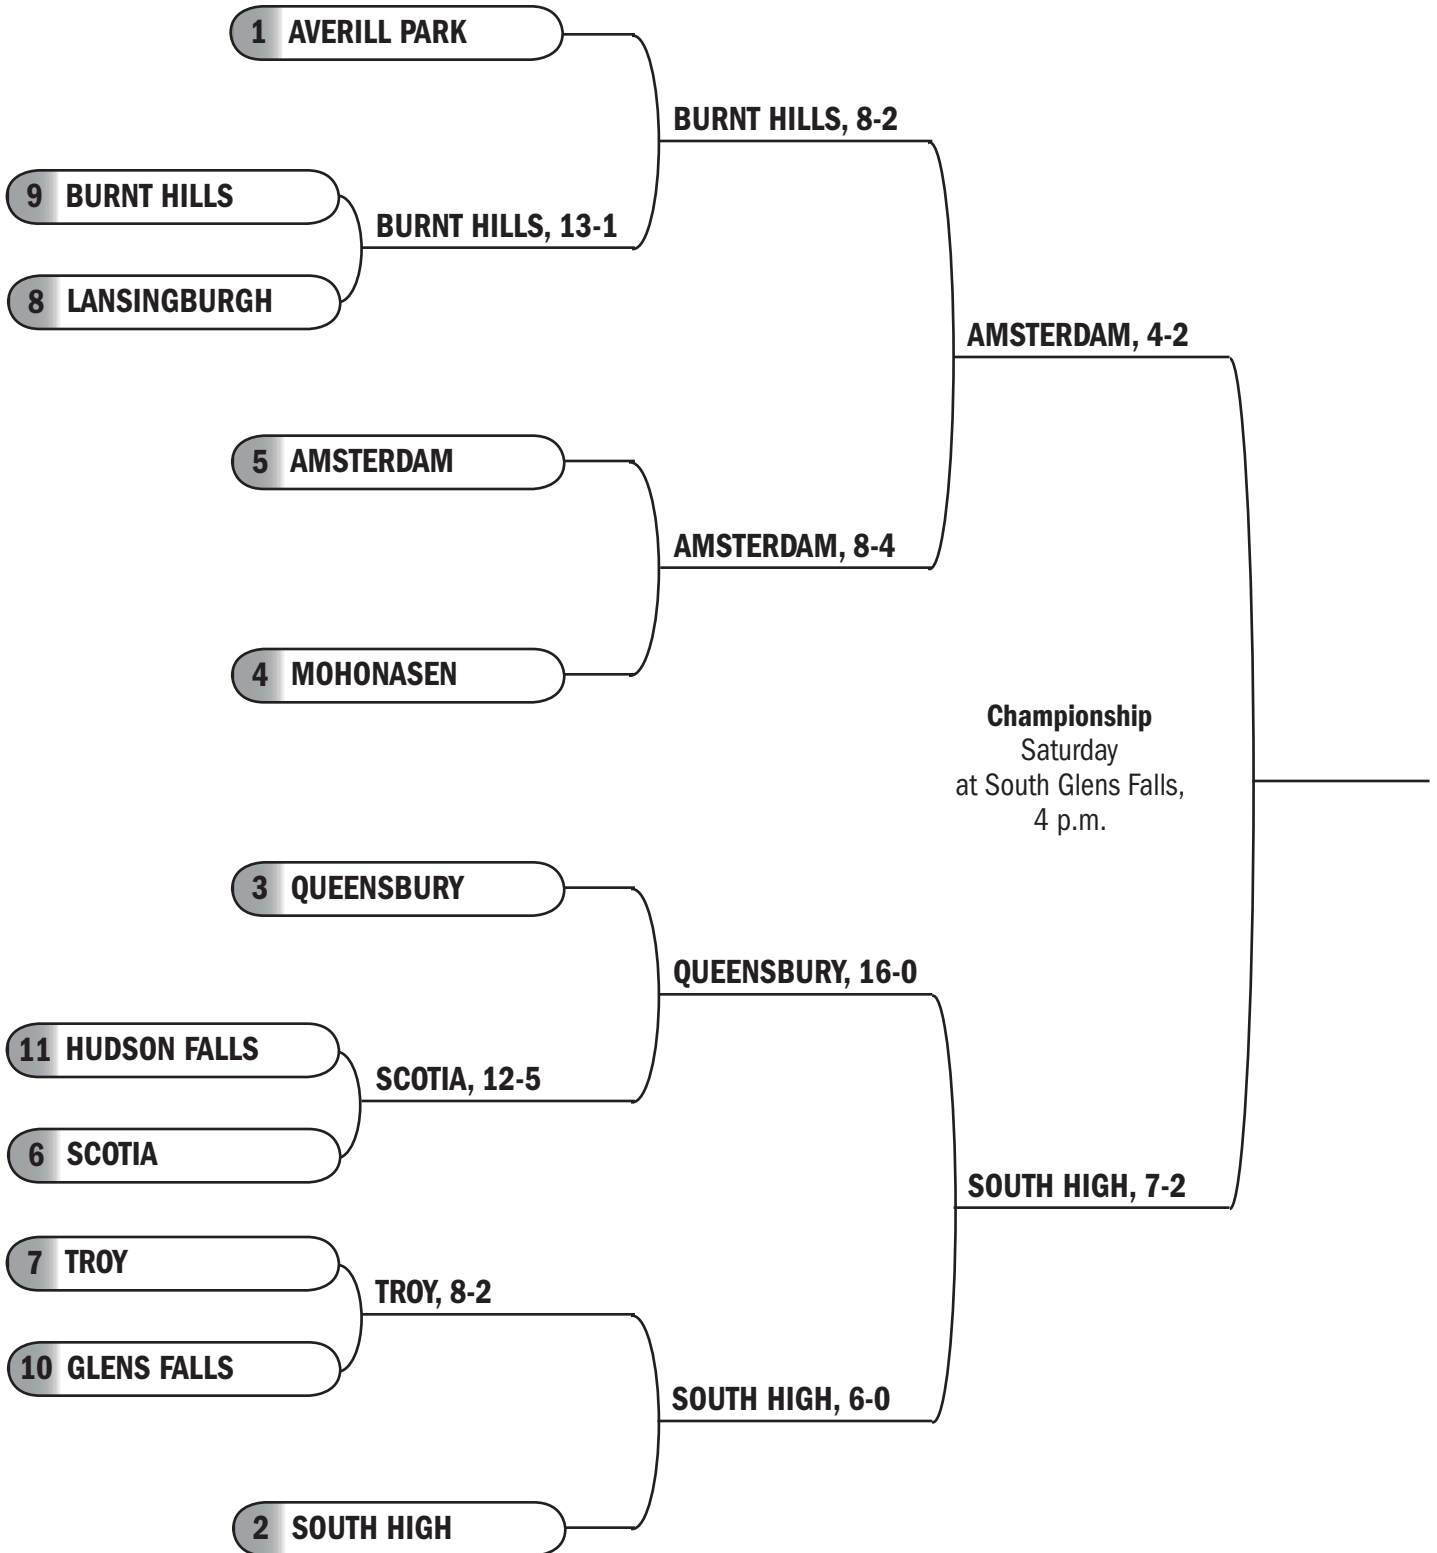 1 AVERILL PARK
BURNT HILLS, 8-2
9 BURNT HILLS
BURNT HILLS, 13-1
8 LANSINGBURGH
AMSTERDAM, 4-2
5 AMSTERDAM
AMSTERDAM, 8-4
4 MOHONASEN
Championship
Saturday
at South Glens Falls,
4 p.m.
3 QUEENSBURY
QUEENSBURY, 16-0
11 HUDSON FALLS
SCOTIA, 12-5
6 SCOTIA
SOUTH HIGH, 7-2
7 TROY
TROY, 8-2
10 GLENS FALLS
SOUTH HIGH, 6-0
2 SOUTH HIGH